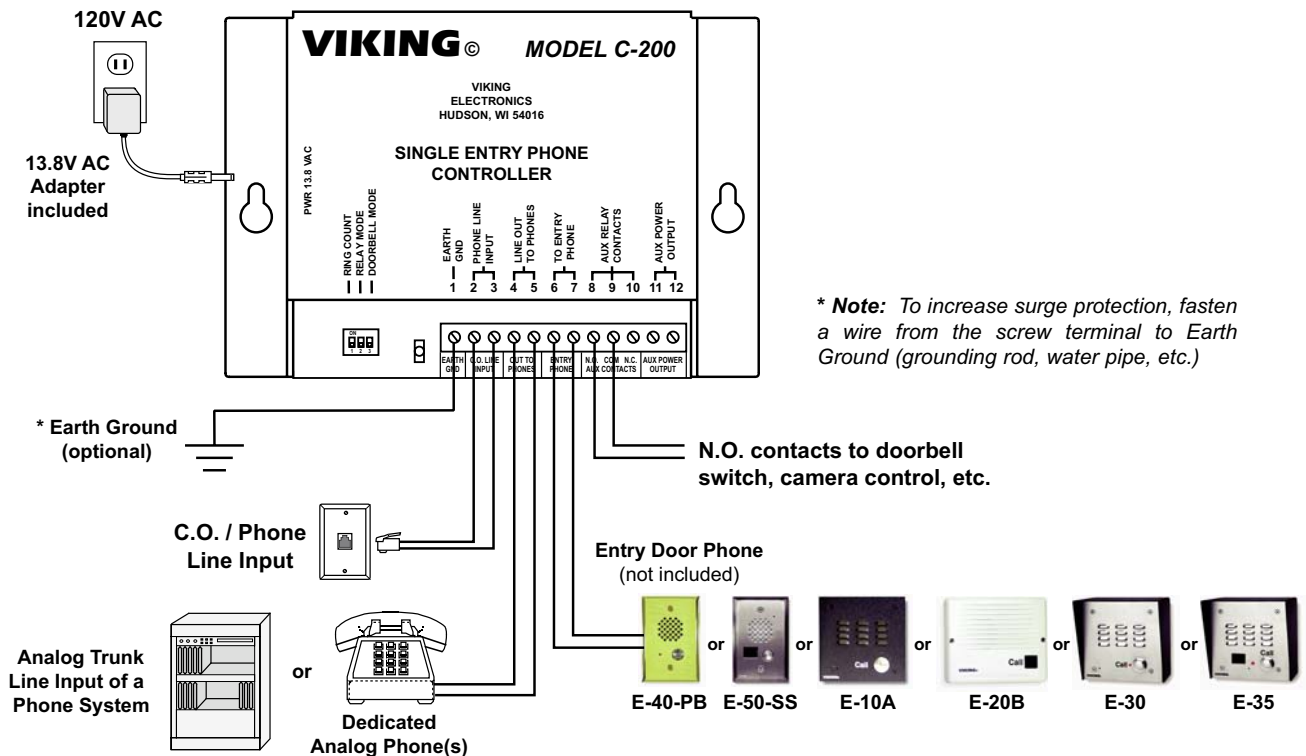 120V AC
13.8V AC
Adapter
included
VIKING©
MODEL C-200
VIKING
ELECTRONICS
HUDSON, WI 54016
SINGLE ENTRY PHONE
CONTROLLER
PWR 13.8 VAC
RING COUNT
RELAY MODE
DOORBELL MODE
EARTH
GND
PHONE LINE
INPUT
LINE OUT
TO PHONES
TO ENTRY
PHONE
AUX RELAY
CONTACTS
AUX POWER
OUTPUT
1 2 3 4 5 6 7 8 9 10 11 12
ON
1 2 3
EARTH
GND
C.O. LINE
INPUT
OUT TO
PHONES
ENTRY
PHONE
N.O. COM N.C.
AUX CONTACTS
AUX POWER
OUTPUT
* Note: To increase surge protection, fasten
a wire from the screw terminal to Earth
Ground (grounding rod, water pipe, etc.)
* Earth Ground
(optional)
N.O. contacts to doorbell
switch, camera control, etc.
C.O. / Phone
Line Input
Entry Door Phone
(not included)
Analog Trunk
Line Input of a
Phone System
or
Dedicated
Analog Phone(s)
or
or
or
or
or
Call
Call
Call
Call
E-40-PB
E-50-SS
E-10A
E-20B
E-30
E-35